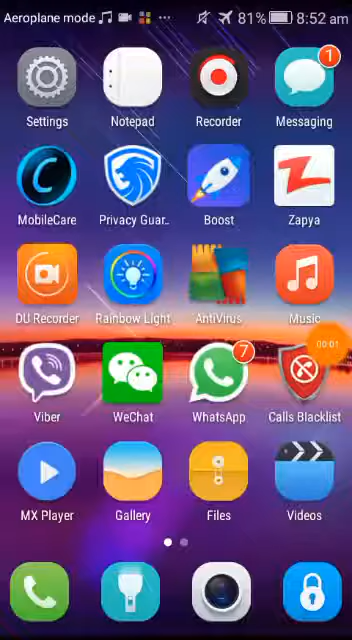 Aeroplane mode 81% 8:52 am
1
Settings Notepad Recorder Messaging
MobileCare Privacy Guar.. Boost Zapya
DU Recorder Rainbow Light AntiVirus Music
00:01
7
Viber WeChat WhatsApp Calls Blacklist
MX Player Gallery Files Videos